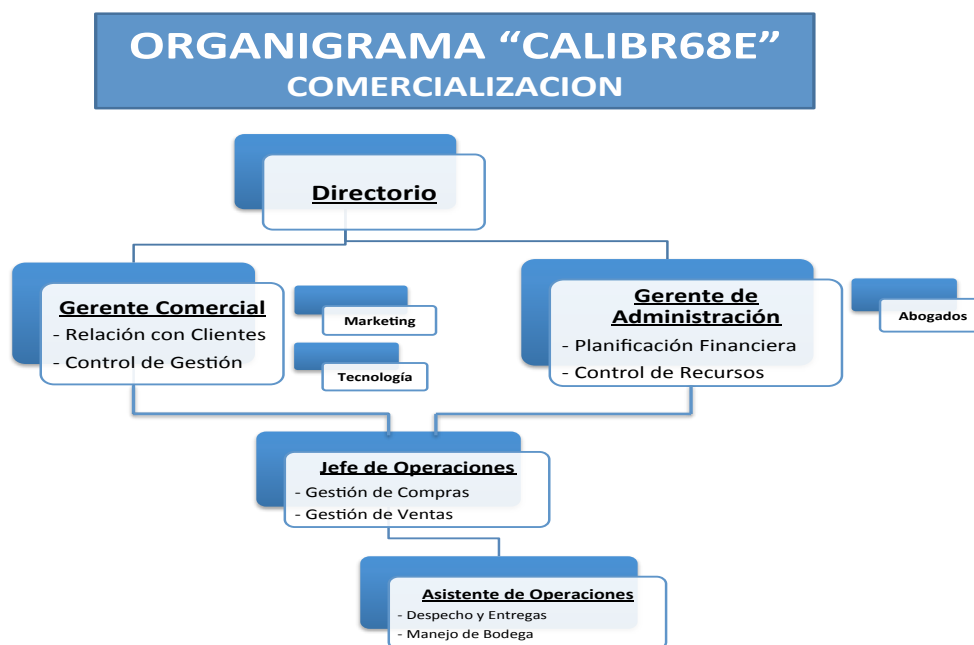 ORGANIGRAMA “CALIBR68E”
COMERCIALIZACION
Directorio
Gerente Comercial
- Relación con Clientes
- Control de Gestión
Marketing
Tecnología
Gerente de
Administración
- Planificación Financiera
- Control de Recursos
Abogados
Jefe de Operaciones
- Gestión de Compras
- Gestión de Ventas
Asistente de Operaciones
- Despecho y Entregas
- Manejo de Bodega